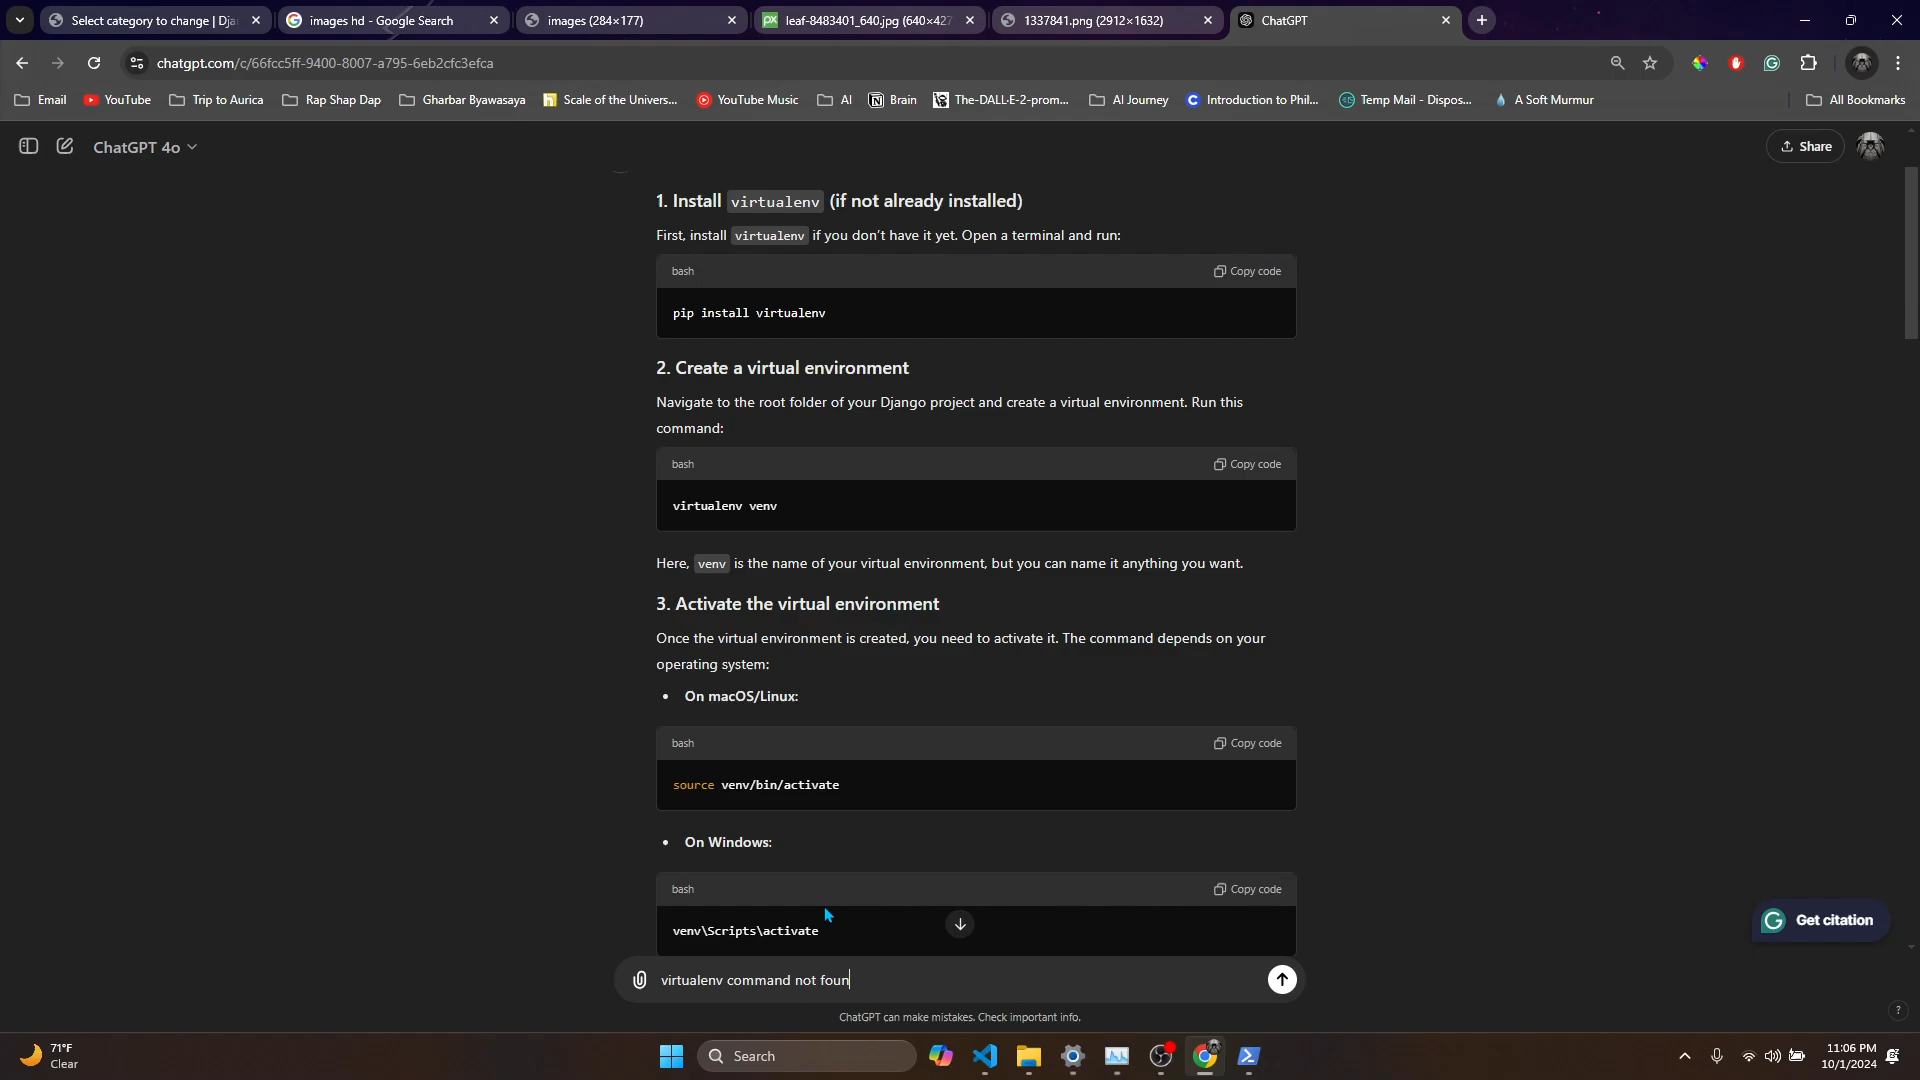 Select category to change | Dja
images hd - Google Search
images (284×177)
leaf-8483401_640.jpg (640×427
1337841.png (2912×1632)
ChatGPT
chatgpt.com/c/66fcc5ff-9400-8007-a795-6eb2cfc3efca
Email
YouTube
Trip to Aurica
Rap Shap Dap
Gharbar Byawasaya
Scale of the Univers...
YouTube Music
AI
Brain
The-DALL·E-2-prom...
AI Journey
Introduction to Phil...
Temp Mail - Dispos...
A Soft Murmur
All Bookmarks
ChatGPT 4o
Share
1. Install virtualenv (if not already installed)
First, install virtualenv if you don't have it yet. Open a terminal and run:
bash
Copy code
pip install virtualenv
2. Create a virtual environment
Navigate to the root folder of your Django project and create a virtual environment. Run this
command:
bash
Copy code
virtualenv venv
Here, venv is the name of your virtual environment, but you can name it anything you want.
3. Activate the virtual environment
Once the virtual environment is created, you need to activate it. The command depends on your
operating system:
• On macOS/Linux:
bash
Copy code
source venv/bin/activate
• On Windows:
bash
Copy code
venv\Scripts\activate
Get citation
virtualenv command not foun
ChatGPT can make mistakes. Check important info.
?
71°F
Clear
Search
11:06 PM
10/1/2024